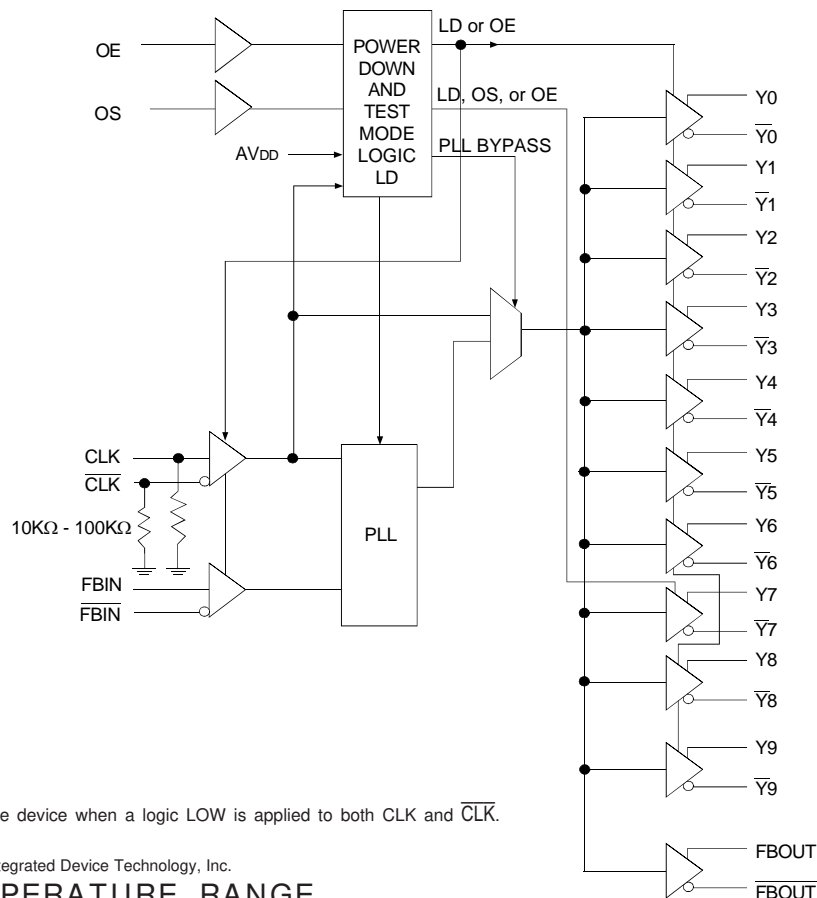 LD or OE
OE
POWER
DOWN
AND
TEST
MODE
LOGIC
LD
LD, OS, or OE
OS
AVDD
PLL BYPASS
Y0
Y0
Y1
Y1
Y2
Y2
Y3
Y3
Y4
Y4
Y5
Y5
Y6
Y6
Y7
Y7
Y8
Y8
Y9
Y9
CLK
CLK
10KΩ - 100KΩ
PLL
FBIN
FBIN
e device when a logic LOW is applied to both CLK and CLK.
tegrated Device Technology, Inc.
PERATURE RANGE
FBOUT
FBOUT